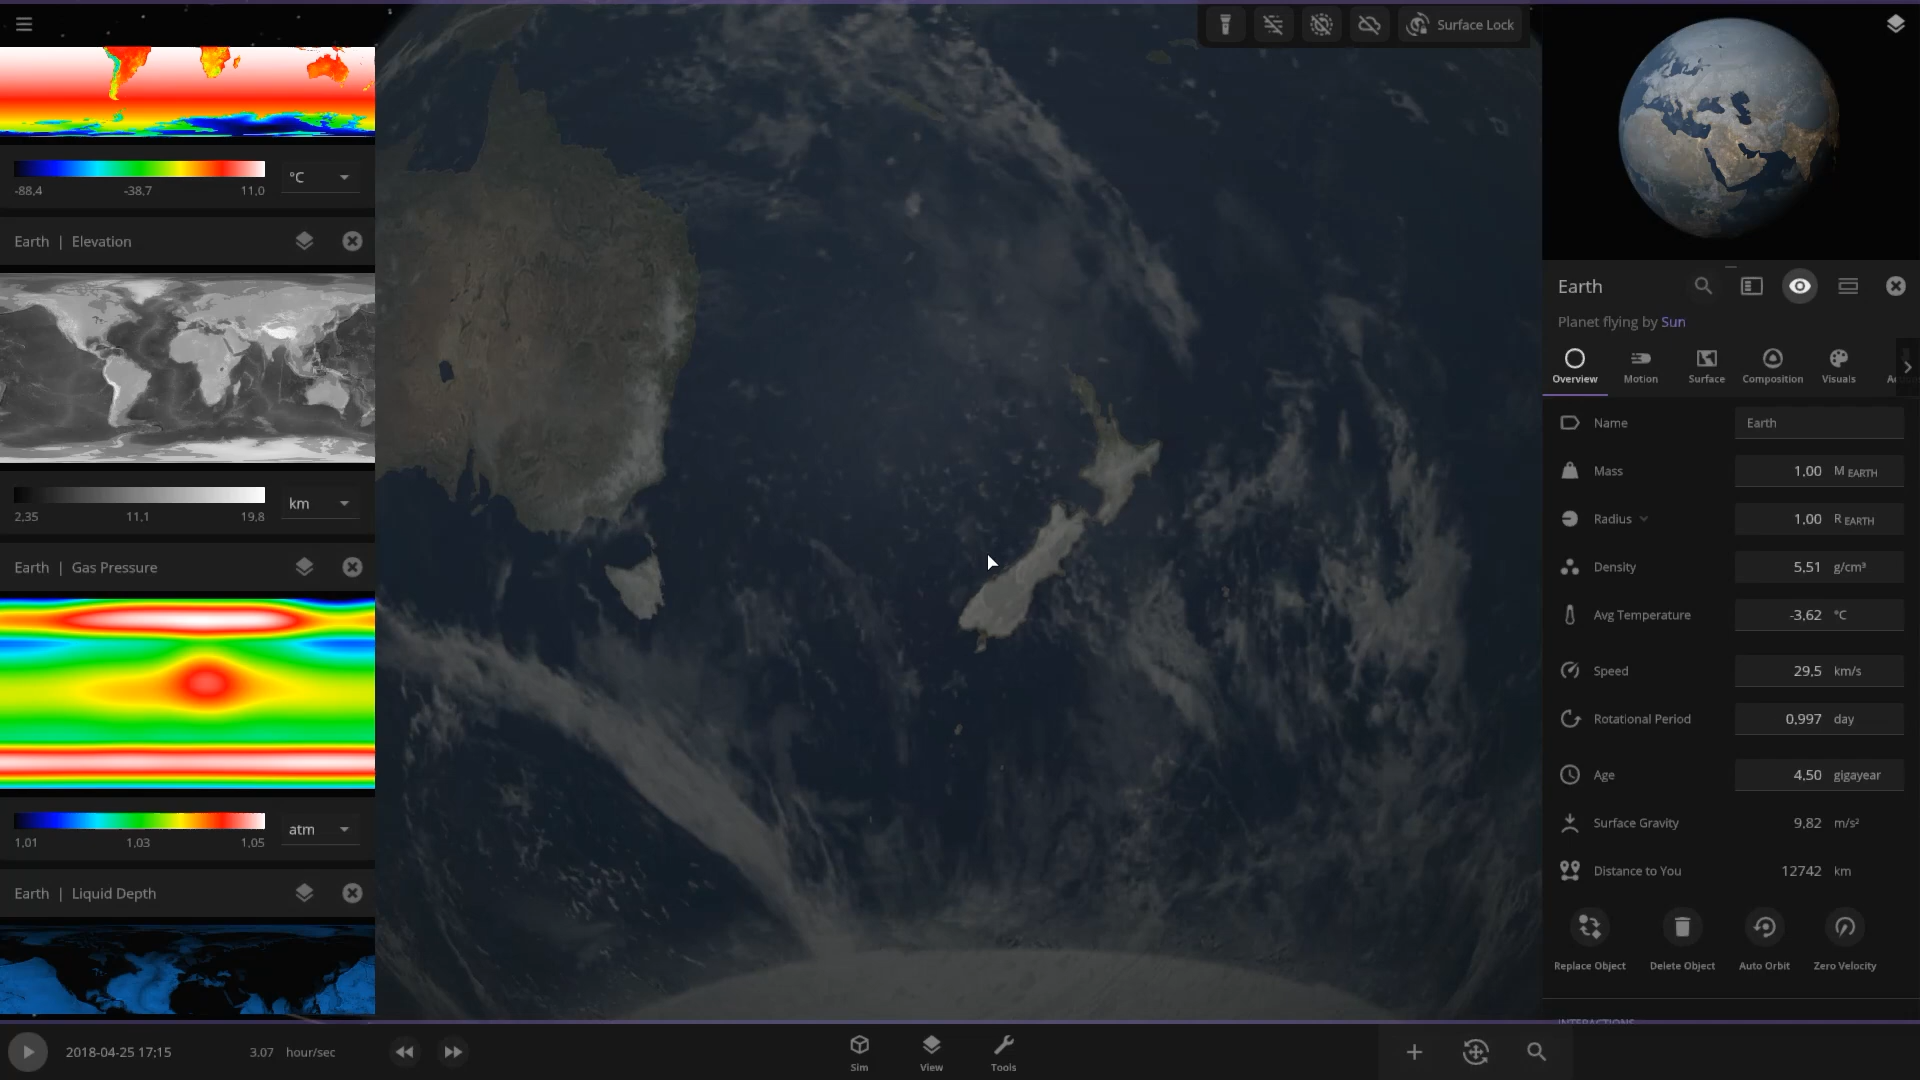 Surface Lock
-88,4 -38,7 11,0 °C
Earth | Elevation
2,35 11,1 19,8 km
Earth | Gas Pressure
1,01 1,03 1,05 atm
Earth | Liquid Depth
Earth
Planet flying by Sun
Overview Motion Surface Composition Visuals
Name Earth
Mass 1,00 M EARTH
Radius 1,00 R EARTH
Density 5,51 g/cm³
Avg Temperature -3,62 °C
Speed 29,5 km/s
Rotational Period 0,997 day
Age 4,50 gigayear
Surface Gravity 9,82 m/s²
Distance to You 12742 km
Replace Object Delete Object Auto Orbit Zero Velocity
INTERACTIONS
2018-04-25 17:15 3.07 hour/sec
Sim View Tools